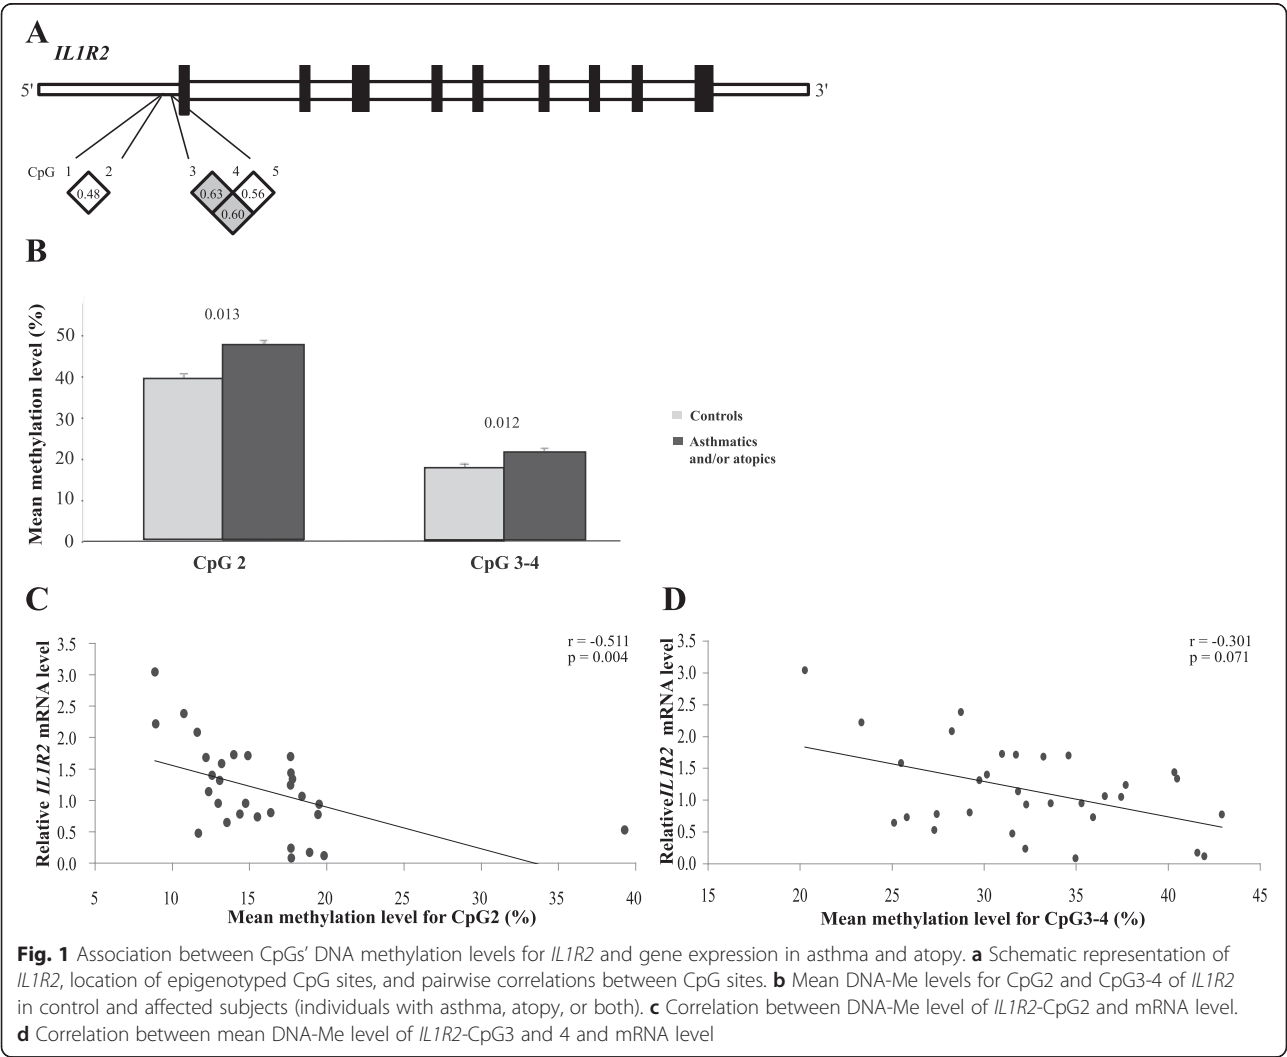 A
IL1R2
5'
3'
CpG 1 2 3 4 5
0.48
0.63 0.56
0.60
B
Mean methylation level (%)
50
40
30
20
10
0
0.013
0.012
CpG 2
CpG 3-4
Controls
Asthmatics
and/or atopics
C
Relative IL1R2 mRNA level
3.5
3.0
2.5
2.0
1.5
1.0
0.5
0.0
r = -0.511
p = 0.004
5 10 15 20 25 30 35 40
Mean methylation level for CpG2 (%)
D
RelativeIL1R2 mRNA level
3.5
3.0
2.5
2.0
1.5
1.0
0.5
0.0
r = -0.301
p = 0.071
15 20 25 30 35 40 45
Mean methylation level for CpG3-4 (%)
Fig. 1 Association between CpGs’ DNA methylation levels for IL1R2 and gene expression in asthma and atopy. a Schematic representation of
IL1R2, location of epigenotyped CpG sites, and pairwise correlations between CpG sites. b Mean DNA-Me levels for CpG2 and CpG3-4 of IL1R2
in control and affected subjects (individuals with asthma, atopy, or both). c Correlation between DNA-Me level of IL1R2-CpG2 and mRNA level.
d Correlation between mean DNA-Me level of IL1R2-CpG3 and 4 and mRNA level